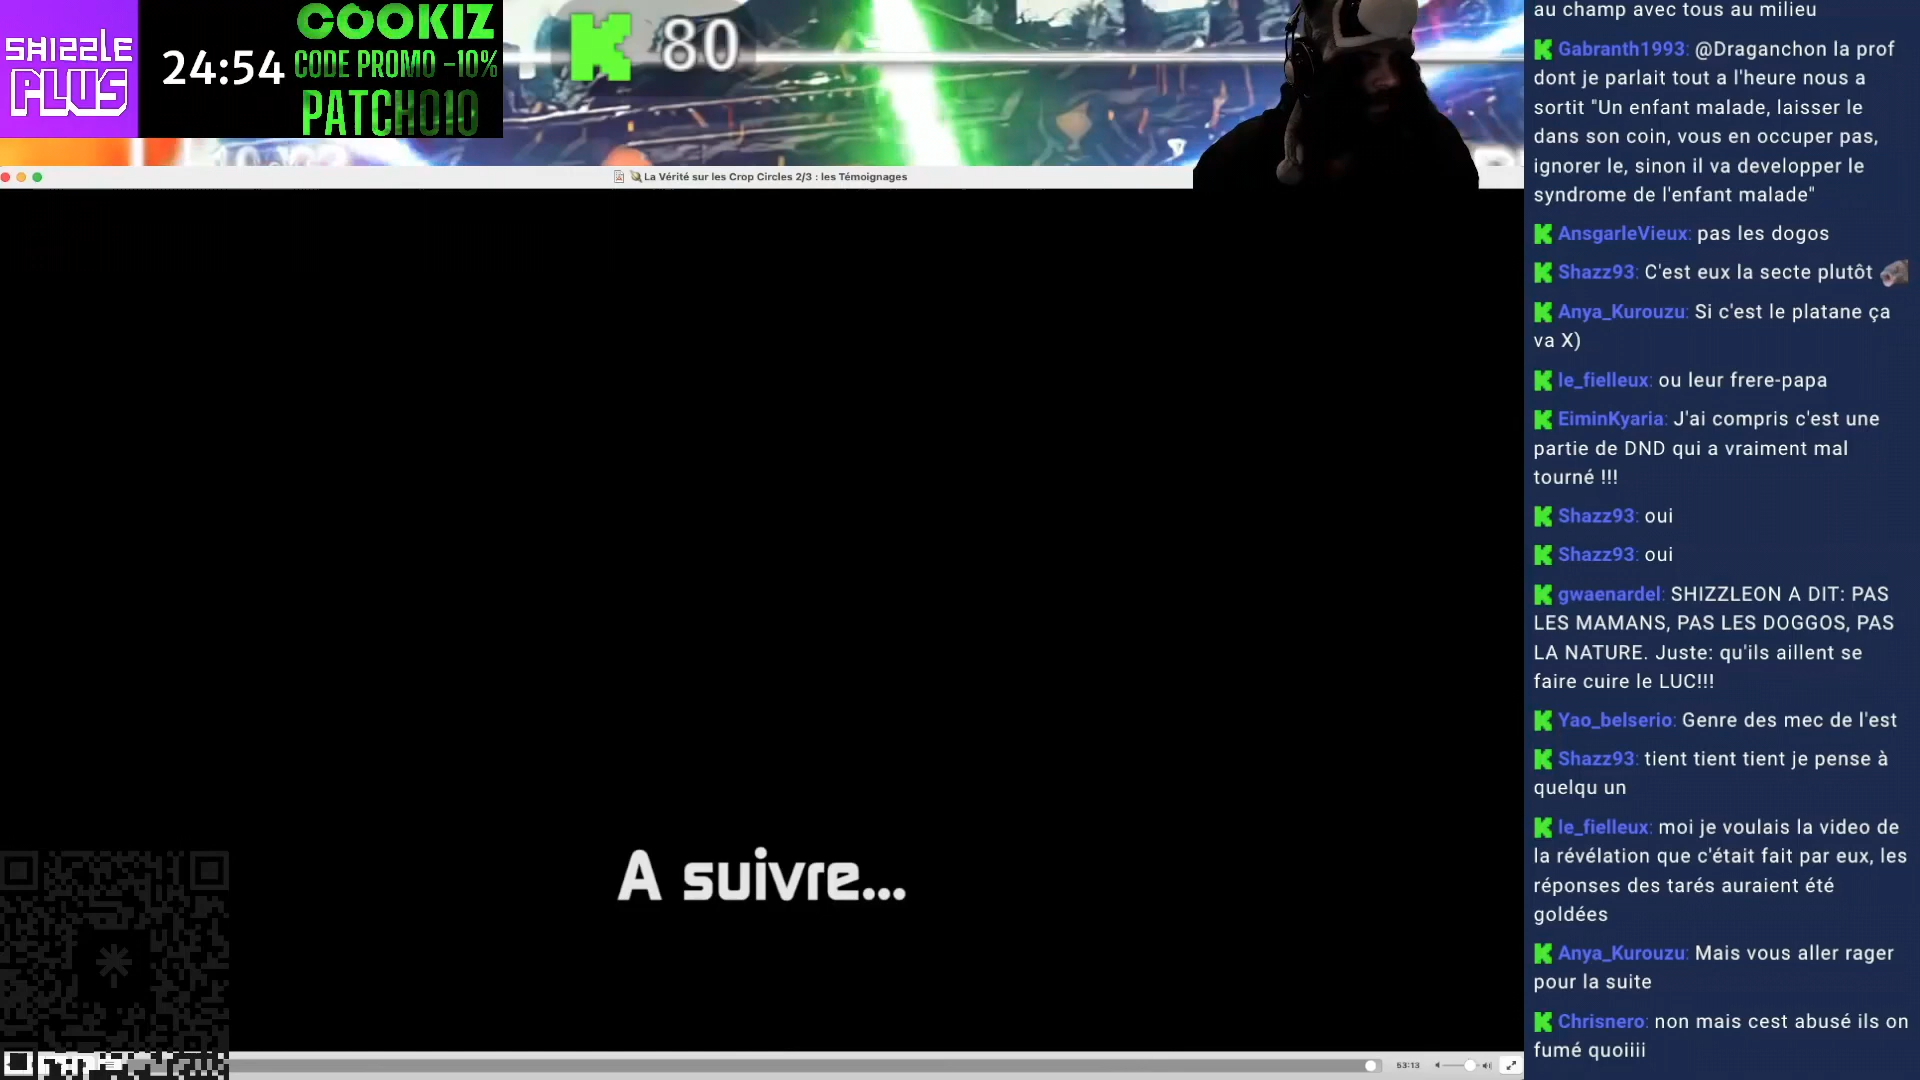 SHIZZLE
PLUS
24:54
COOKIZ
CODE PROMO -10%
PATCHO10
80
La Vérité sur les Crop Circles 2/3 : les Témoignages
A suivre...
53:13
au champ avec tous au milieu
Gabranth1993: @Draganchon la prof
dont je parlait tout a l'heure nous a
sortit "Un enfant malade, laisser le
dans son coin, vous en occuper pas,
ignorer le, sinon il va developper le
syndrome de l'enfant malade"
AnsgarleVieux: pas les dogos
Shazz93: C'est eux la secte plutôt
Anya_Kurouzu: Si c'est le platane ça
va X)
le_fielleux: ou leur frere-papa
EiminKyaria: J'ai compris c'est une
partie de DND qui a vraiment mal
tourné !!!
Shazz93: oui
Shazz93: oui
gwaenardel: SHIZZLEON A DIT: PAS
LES MAMANS, PAS LES DOGGOS, PAS
LA NATURE. Juste: qu'ils aillent se
faire cuire le LUC!!!
Yao_belserio: Genre des mec de l'est
Shazz93: tient tient tient je pense à
quelqu un
le_fielleux: moi je voulais la video de
la révélation que c'était fait par eux, les
réponses des tarés auraient été
goldées
Anya_Kurouzu: Mais vous aller rager
pour la suite
Chrisnero: non mais cest abusé ils on
fumé quoiiii